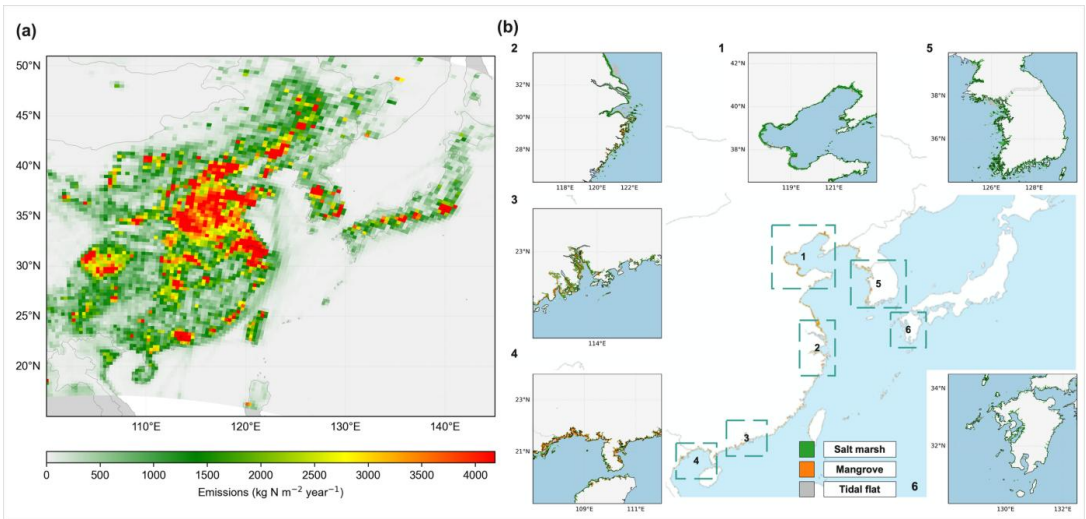 (a)
50°N
45°N
40°N
35°N
30°N
25°N
20°N
15°N
110°E 120°E 130°E 140°E
0 500 1000 1500 2000 2500 3000 3500 4000
Emissions (kg N m⁻² year⁻¹)
(b)
2
32°N
30°N
28°N
118°E 120°E 122°E
1
42°N
40°N
38°N
119°E 121°E
5
38°N
36°N
34°N
126°E 128°E
3
23°N
114°E
4
23°N
21°N
109°E 111°E
1
5
6
2
3
4
Salt marsh
Mangrove
Tidal flat
6
34°N
32°N
130°E 132°E